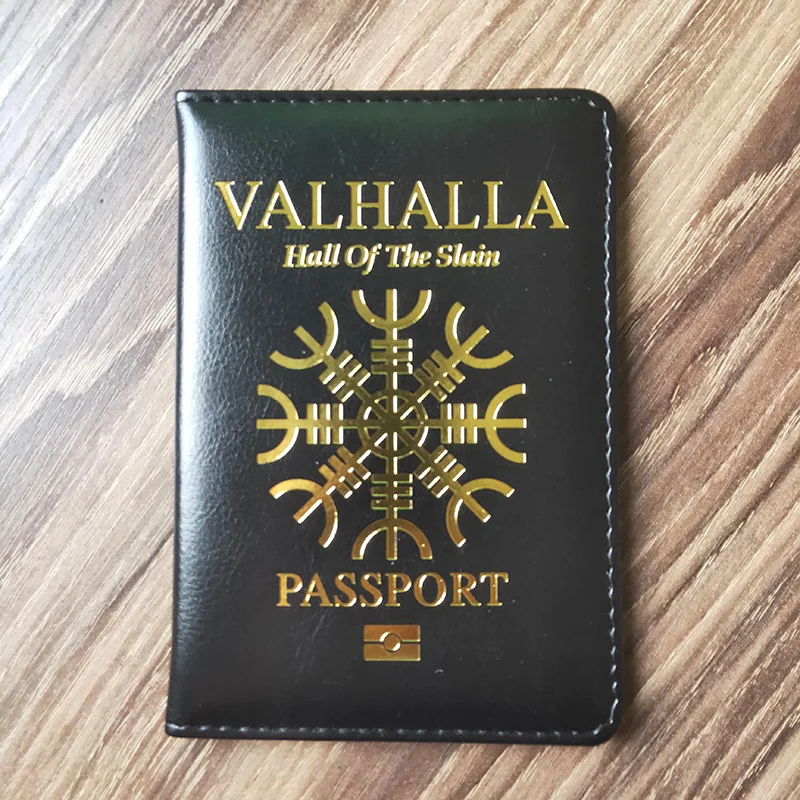 VALHALLA
Hall Of The Slain
PASSPORT